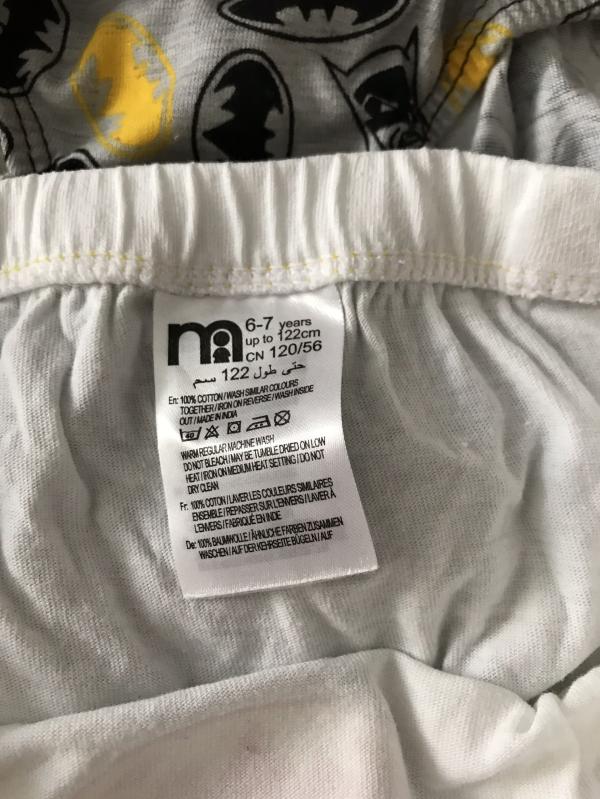 6-7 years
up to 122cm
CN 120/56
حتى طول 122 سم
En: 100% COTTON / WASH SIMILAR COLOURS
TOGETHER / IRON ON REVERSE / WASH INSIDE
OUT / MADE IN INDIA
40
WARM REGULAR MACHINE WASH
DO NOT BLEACH / MAY BE TUMBLE DRIED ON LOW
HEAT / IRON ON MEDIUM HEAT SETTING / DO NOT
DRY CLEAN
Fr: 100% COTON / LAVER LES COULEURS SIMILAIRES
ENSEMBLE / REPASSER SUR L'ENVERS / LAVER À
L'ENVERS / FABRIQUÉ EN INDE
De: 100% BAUMWOLLE / ÄHNLICHE FARBEN ZUSAMMEN
WASCHEN / AUF DER KEHRSEITE BÜGELN / AUF